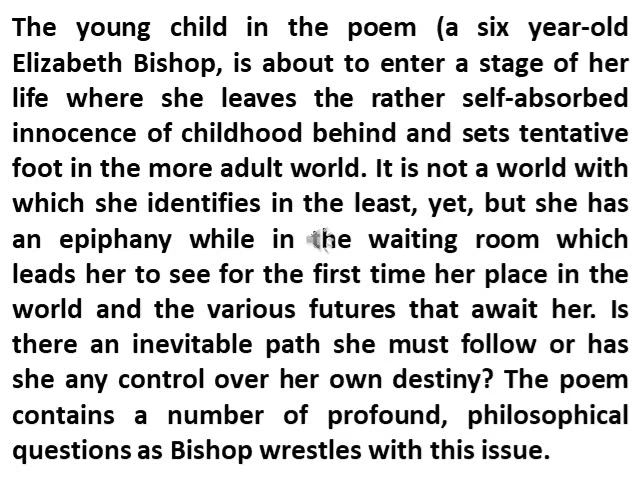 The young child in the poem (a six year-old
Elizabeth Bishop, is about to enter a stage of her
life where she leaves the rather self-absorbed
innocence of childhood behind and sets tentative
foot in the more adult world. It is not a world with
which she identifies in the least, yet, but she has
an epiphany while in the waiting room which
leads her to see for the first time her place in the
world and the various futures that await her. Is
there an inevitable path she must follow or has
she any control over her own destiny? The poem
contains a number of profound, philosophical
questions as Bishop wrestles with this issue.